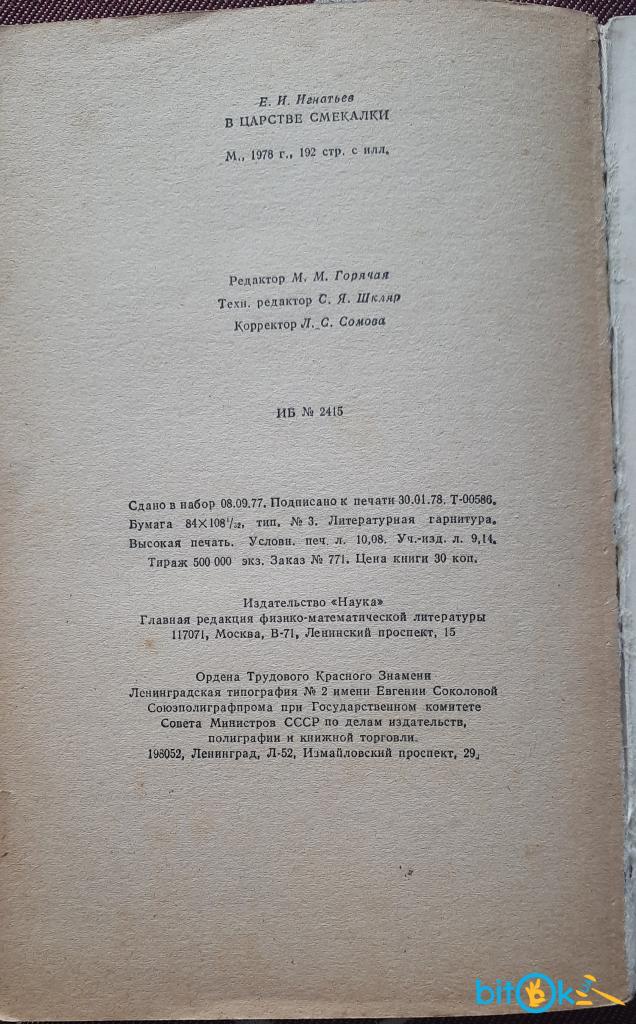 Е. И. Игнатьев
В ЦАРСТВЕ СМЕКАЛКИ
М., 1978 г., 192 стр. с илл.
Редактор М. М. Горячая
Техн. редактор С. Я. Шкляр
Корректор Л. С. Сомова
ИБ № 2415
Сдано в набор 08.09.77. Подписано к печати 30.01.78. Т-00586.
Бумага 84×108¹/₃₂, тип. № 3. Литературная гарнитура.
Высокая печать. Условн. печ. л. 10,08. Уч.-изд. л. 9,14.
Тираж 500 000 экз. Заказ № 771. Цена книги 30 коп.
Издательство «Наука»
Главная редакция физико-математической литературы
117071, Москва, В-71, Ленинский проспект, 15
Ордена Трудового Красного Знамени
Ленинградская типография № 2 имени Евгении Соколовой
Союзполиграфпрома при Государственном комитете
Совета Министров СССР по делам издательств,
полиграфии и книжной торговли.
198052, Ленинград, Л-52, Измайловский проспект, 29.
bitOk